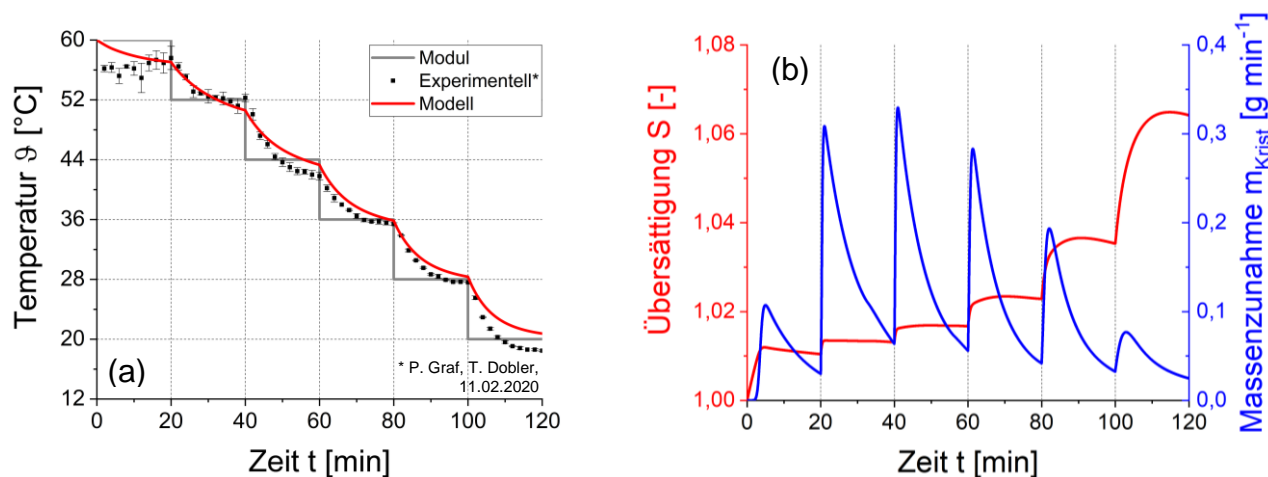 60
52
44
36
28
20
12
Temperatur ϑ [°C]
Modul
Experimentell*
Modell
(a)
* P. Graf, T. Dobler,
11.02.2020
0 20 40 60 80 100 120
Zeit t [min]
1,08
1,06
1,04
1,02
1,00
Übersättigung S [-]
(b)
0,4
0,3
0,2
0,1
0,0
Massenzunahme m_Krist [g min⁻¹]
0 20 40 60 80 100 120
Zeit t [min]